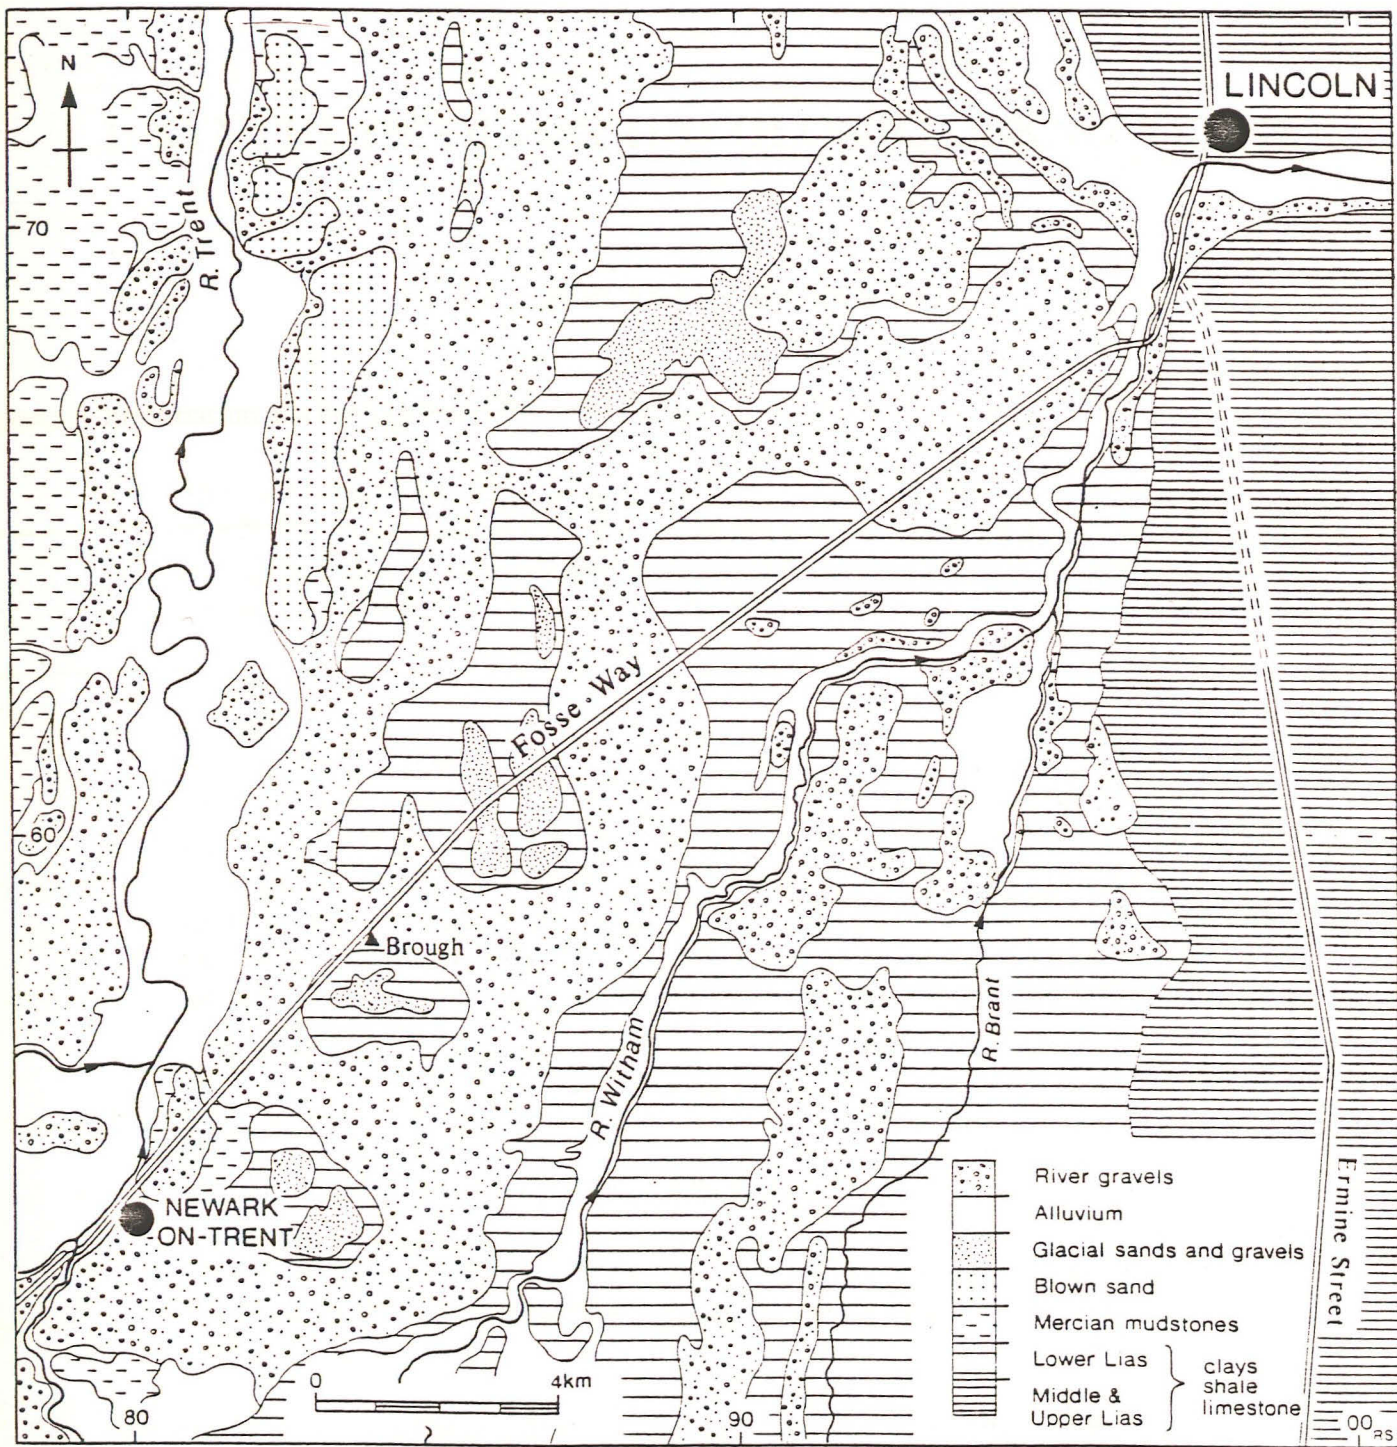 N
LINCOLN
70
R. Trent
Fosse Way
60
Brough
R Witham
R Brant
NEWARK
ON-TRENT
River gravels
Alluvium
Glacial sands and gravels
Blown sand
Mercian mudstones
Lower Lias
Middle &
Upper Lias
clays
shale
limestone
Ermine Street
0 4km
80
90
00
RS